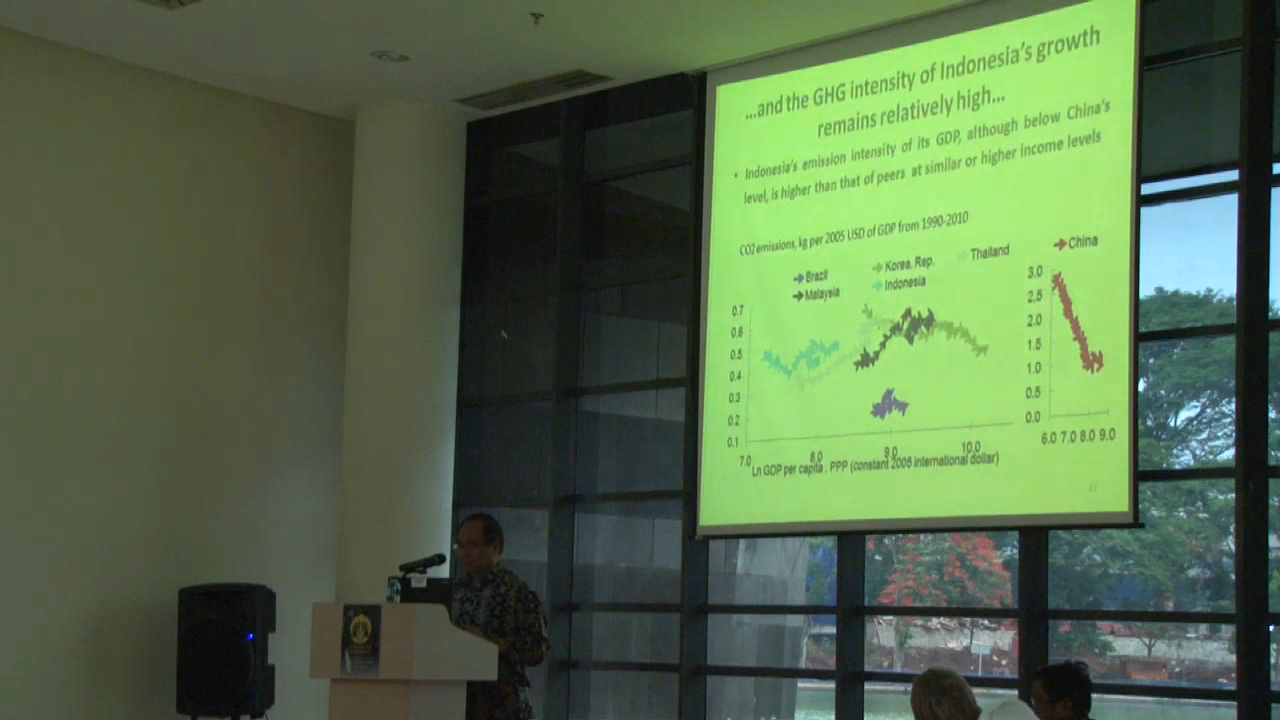 ...and the GHG intensity of Indonesia's growth
remains relatively high...
• Indonesia's emission intensity of its GDP, although below China's
level, is higher than that of peers at similar or higher income levels
CO2 emissions, kg per 2005 USD of GDP from 1990-2010
Brazil Korea, Rep. Thailand
Malaysia Indonesia
China
0.7
0.6
0.5
0.4
0.3
0.2
0.1
7.0 8.0 9.0 10.0
Ln GDP per capita , PPP (constant 2005 international dollar)
3.0
2.5
2.0
1.5
1.0
0.5
0.0
6.0 7.0 8.0 9.0